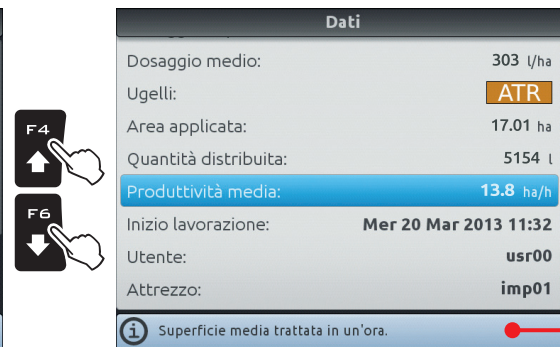 Dati
Dosaggio medio: 303 l/ha
Ugelli: ATR
F4
Area applicata: 17.01 ha
Quantità distribuita: 5154 l
Produttività media: 13.8 ha/h
F6
Inizio lavorazione: Mer 20 Mar 2013 11:32
Utente: usr00
Attrezzo: imp01
i Superficie media trattata in un'ora.